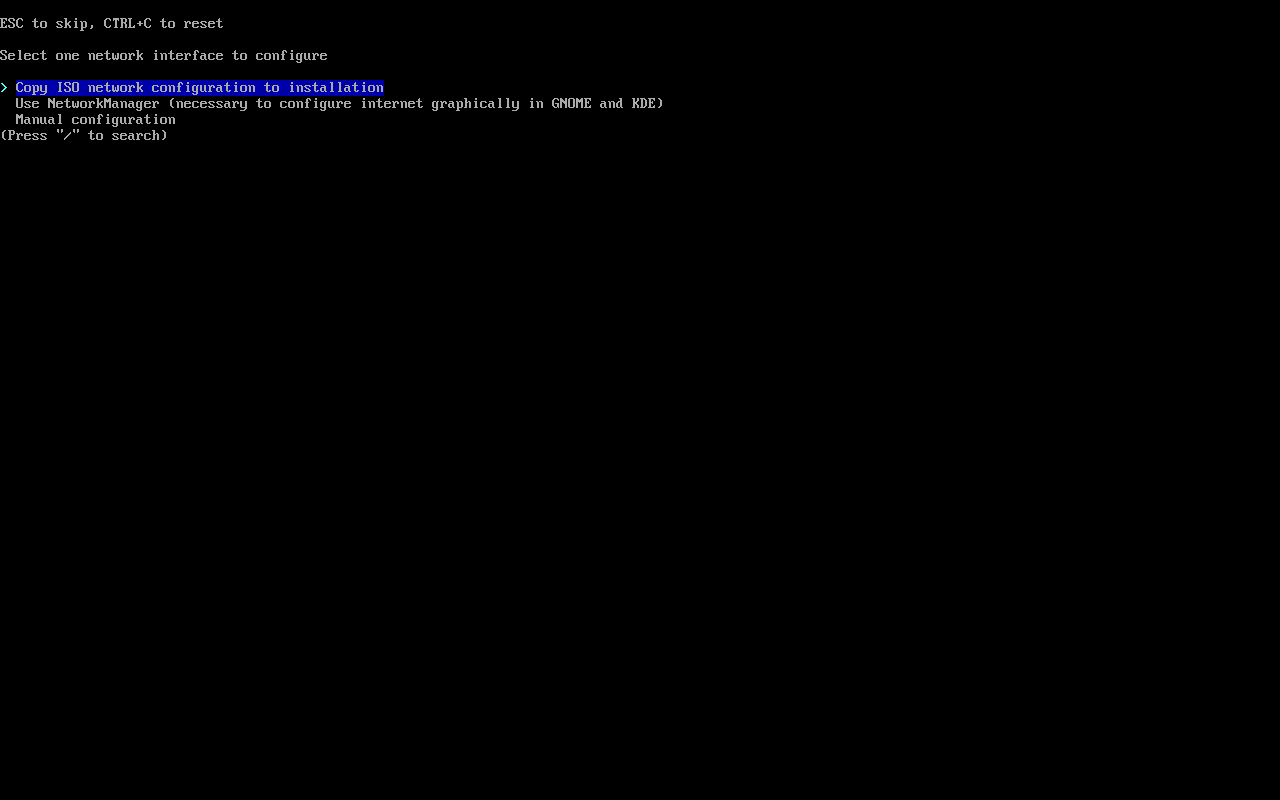 ESC to skip, CTRL+C to reset
Select one network interface to configure
> Copy ISO network configuration to installation
Use NetworkManager (necessary to configure internet graphically in GNOME and KDE)
Manual configuration
(Press "/" to search)